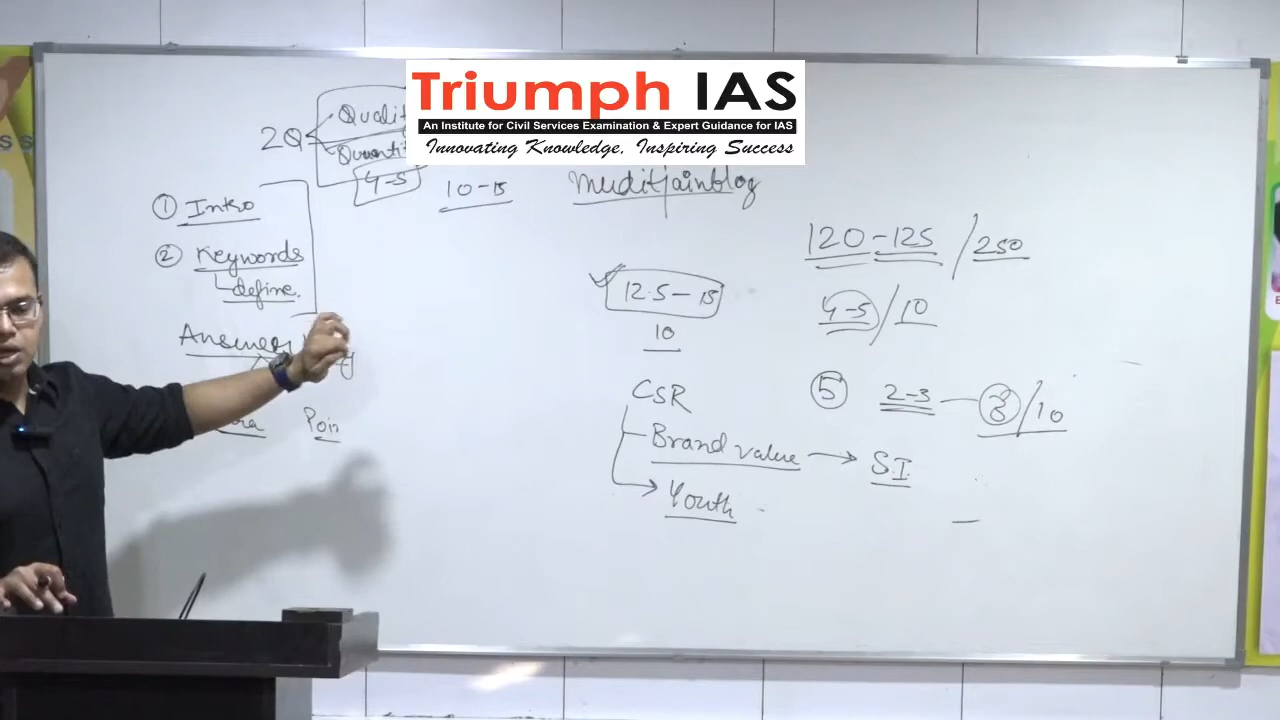 Triumph IAS
An Institute for Civil Services Examination & Expert Guidance for IAS
Innovating Knowledge, Inspiring Success
2Q
Qualit
Quantit
4-5
10-15
muditjainblog
① Intro
② Keywords
define.
Answer
Poin
12.5-15
10
CSR
Brand value → S.I.
Youth
120-125/250
4-5/10
⑤ 2-3 - 8/10